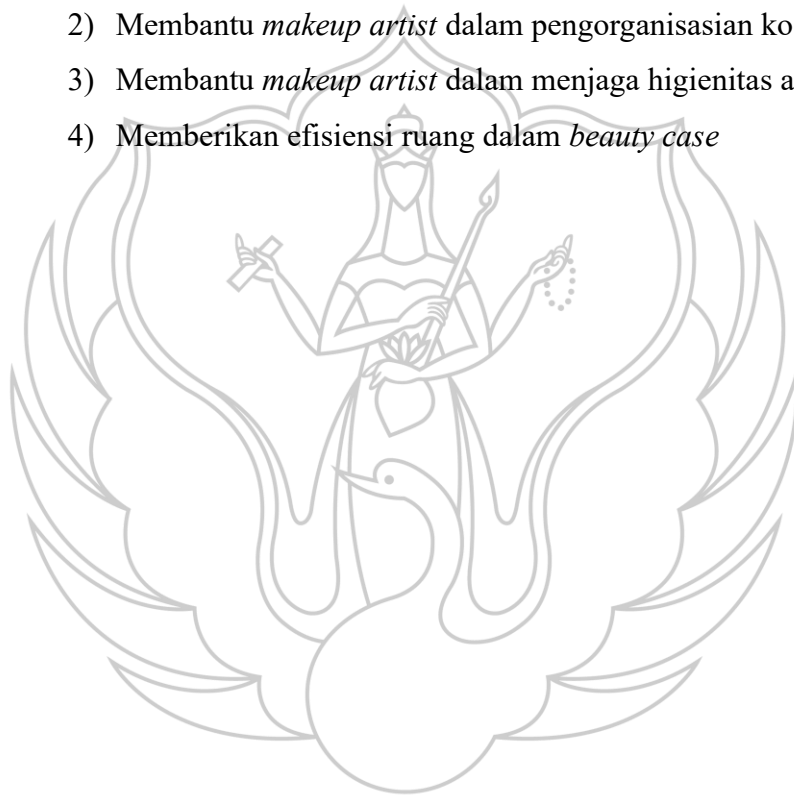 2) Membantu makeup artist dalam pengorganisasian ko
3) Membantu makeup artist dalam menjaga higienitas a
4) Memberikan efisiensi ruang dalam beauty case